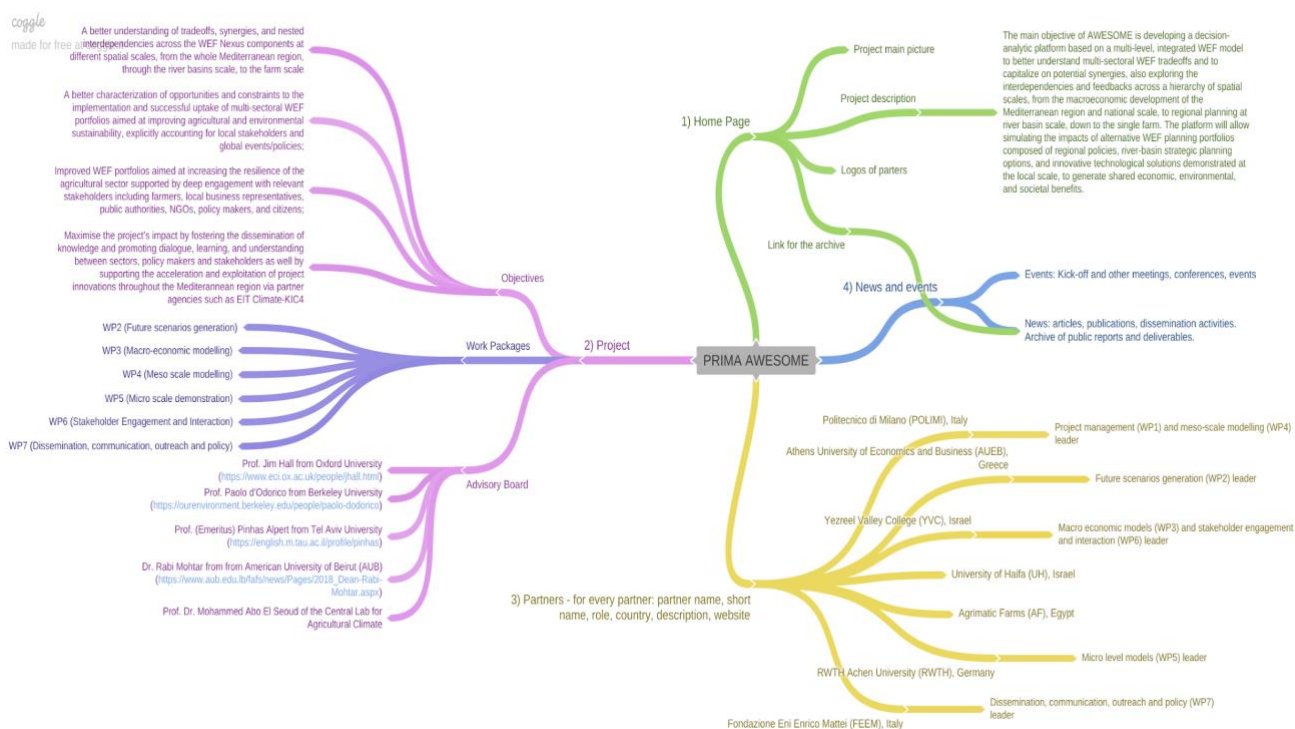 coggle
made for free at coggle.it
A better understanding of tradeoffs, synergies, and nested
interdependencies across the WEF Nexus components at
different spatial scales, from the whole Mediterranean region,
through the river basins scale, to the farm scale
A better characterization of opportunities and constraints to the
implementation and successful uptake of multi-sectoral WEF
portfolios aimed at improving agricultural and environmental
sustainability, explicitly accounting for local stakeholders and
global events/policies;
Improved WEF portfolios aimed at increasing the resilience of the
agricultural sector supported by deep engagement with relevant
stakeholders including farmers, local business representatives,
public authorities, NGOs, policy makers, and citizens;
Maximise the project's impact by fostering the dissemination of
knowledge and promoting dialogue, learning, and understanding
between sectors, policy makers and stakeholders as well by
supporting the acceleration and exploitation of project
innovations throughout the Mediterannean region via partner
agencies such as EIT Climate-KIC4
Objectives
WP2 (Future scenarios generation)
WP3 (Macro-economic modelling)
WP4 (Meso scale modelling)
WP5 (Micro scale demonstration)
WP6 (Stakeholder Engagement and Interaction)
WP7 (Dissemination, communication, outreach and policy)
Work Packages
2) Project
Prof. Jim Hall from Oxford University
(https://www.eci.ox.ac.uk/people/jhall.html)
Prof. Paolo d'Odorico from Berkeley University
(https://ourenvironment.berkeley.edu/people/paolo-dodorico)
Prof. (Emeritus) Pinhas Alpert from Tel Aviv University
(https://english.m.tau.ac.il/profile/pinhas)
Dr. Rabi Mohtar from from American University of Beirut (AUB)
(https://www.aub.edu.lb/fafs/news/Pages/2018_Dean-Rabi-
Mohtar.aspx)
Prof. Dr. Mohammed Abo El Seoud of the Central Lab for
Agricultural Climate
Advisory Board
PRIMA AWESOME
1) Home Page
Project main picture
Project description
The main objective of AWESOME is developing a decision-
analytic platform based on a multi-level, integrated WEF model
to better understand multi-sectoral WEF tradeoffs and to
capitalize on potential synergies, also exploring the
interdependencies and feedbacks across a hierarchy of spatial
scales, from the macroeconomic development of the
Mediterranean region and national scale, to regional planning at
river basin scale, down to the single farm. The platform will allow
simulating the impacts of alternative WEF planning portfolios
composed of regional policies, river-basin strategic planning
options, and innovative technological solutions demonstrated at
the local scale, to generate shared economic, environmental,
and societal benefits.
Logos of parters
Link for the archive
4) News and events
Events: Kick-off and other meetings, conferences, events
News: articles, publications, dissemination activities.
Archive of public reports and deliverables.
3) Partners - for every partner: partner name, short
name, role, country, description, website
Politecnico di Milano (POLIMI), Italy
Project management (WP1) and meso-scale modelling (WP4)
leader
Athens University of Economics and Business (AUEB),
Greece
Future scenarios generation (WP2) leader
Yezreel Valley College (YVC), Israel
Macro economic models (WP3) and stakeholder engagement
and interaction (WP6) leader
University of Haifa (UH), Israel
Agrimatic Farms (AF), Egypt
Micro level models (WP5) leader
RWTH Achen University (RWTH), Germany
Dissemination, communication, outreach and policy (WP7)
leader
Fondazione Eni Enrico Mattei (FEEM), Italy